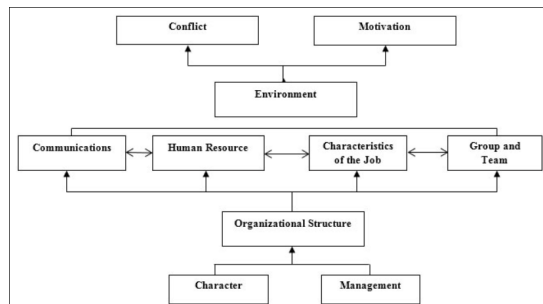 Conflict
Motivation
Environment
Communications
Human Resource
Characteristics
of the Job
Group and
Team
Organizational Structure
Character
Management